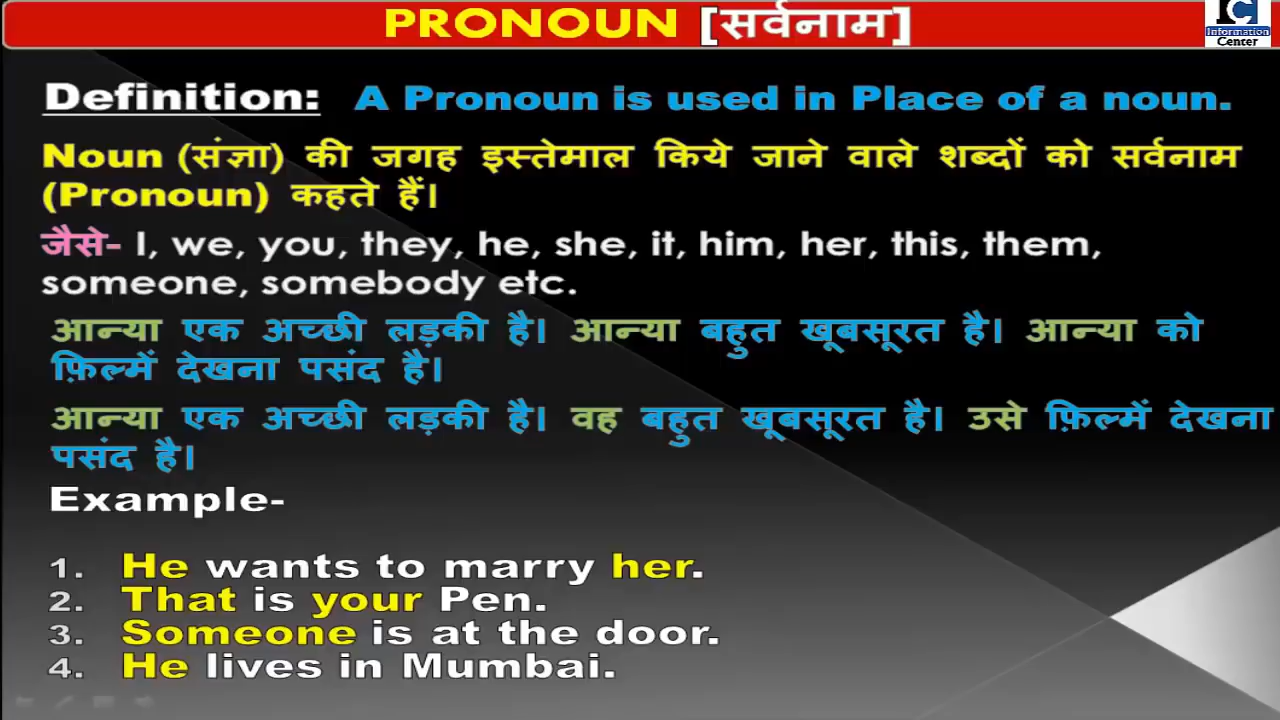 PRONOUN [सर्वनाम]
Information
Center
Definition: A Pronoun is used in Place of a noun.
Noun (संज्ञा) की जगह इस्तेमाल किये जाने वाले शब्दों को सर्वनाम
(Pronoun) कहते हैं।
जैसे- I, we, you, they, he, she, it, him, her, this, them,
someone, somebody etc.
आन्या एक अच्छी लड़की है। आन्या बहुत खूबसूरत है। आन्या को
फ़िल्में देखना पसंद है।
आन्या एक अच्छी लड़की है। वह बहुत खूबसूरत है। उसे फ़िल्में देखना
पसंद है।
Example-
1. He wants to marry her.
2. That is your Pen.
3. Someone is at the door.
4. He lives in Mumbai.